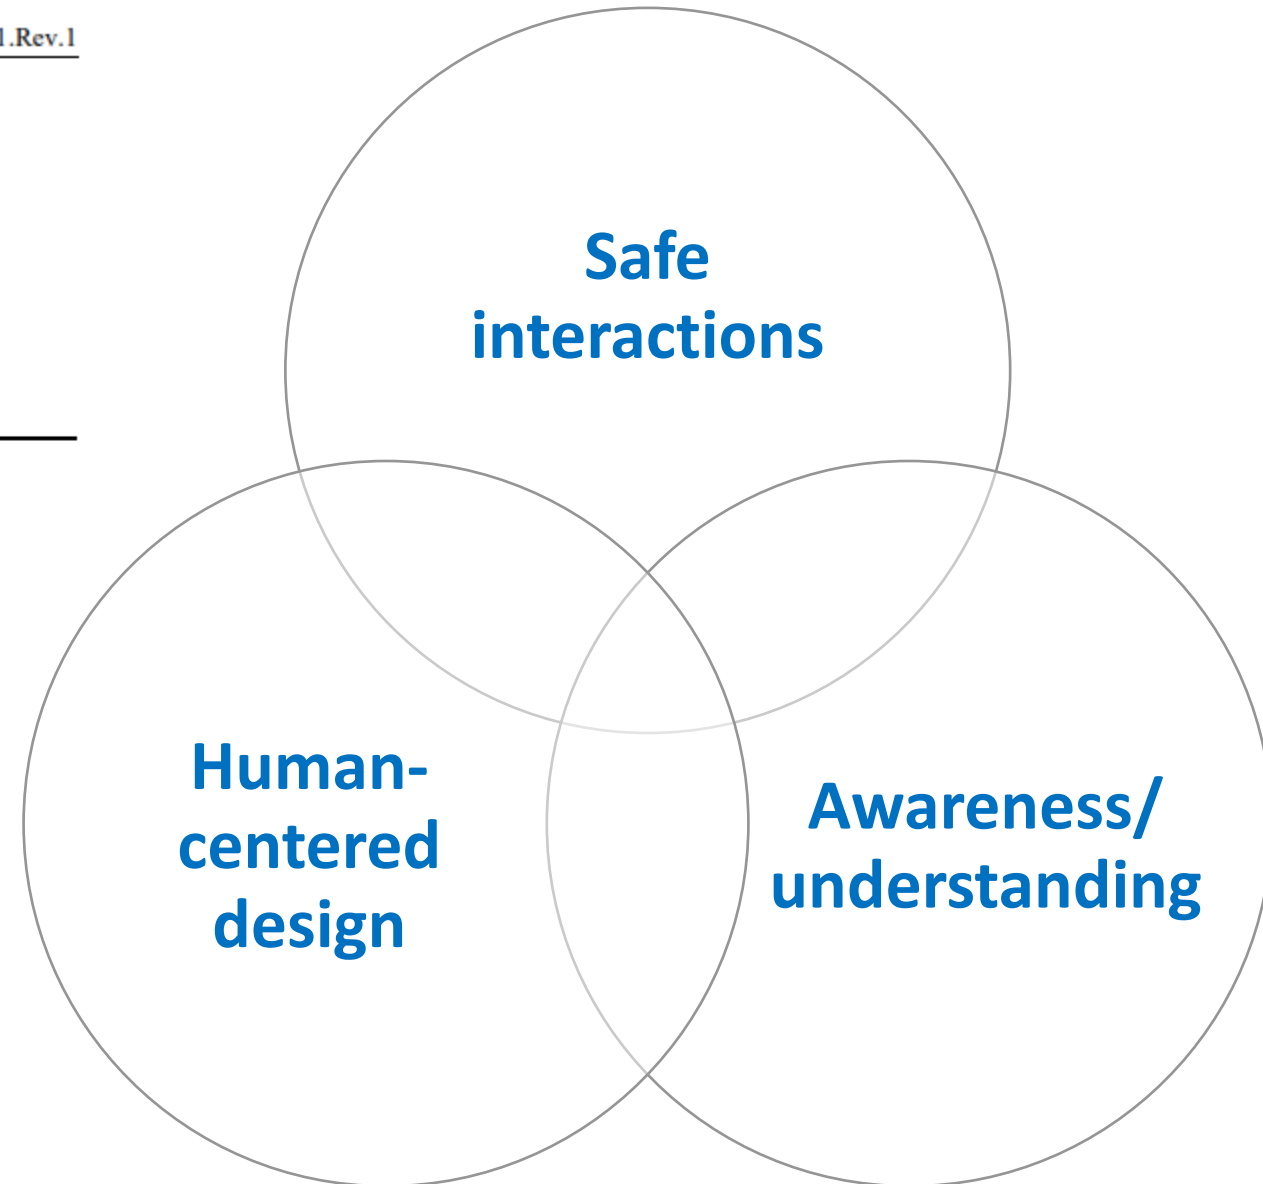 1.Rev.1
Safe
interactions
Human-
centered
design
Awareness/
understanding